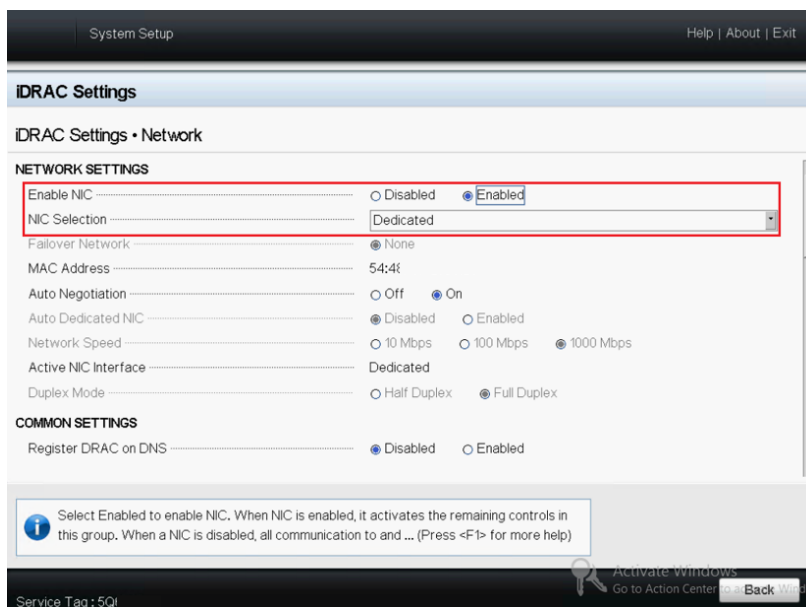 System Setup
Help | About | Exit
iDRAC Settings
iDRAC Settings • Network
NETWORK SETTINGS
Enable NIC Disabled Enabled
NIC Selection Dedicated
Failover Network None
MAC Address 54:48
Auto Negotiation Off On
Auto Dedicated NIC Disabled Enabled
Network Speed 10 Mbps 100 Mbps 1000 Mbps
Active NIC Interface Dedicated
Duplex Mode Half Duplex Full Duplex
COMMON SETTINGS
Register DRAC on DNS Disabled Enabled
Select Enabled to enable NIC. When NIC is enabled, it activates the remaining controls in
this group. When a NIC is disabled, all communication to and ... (Press <F1> for more help)
Activate Windows
Go to Action Center
Back
Service Tag : 5Q